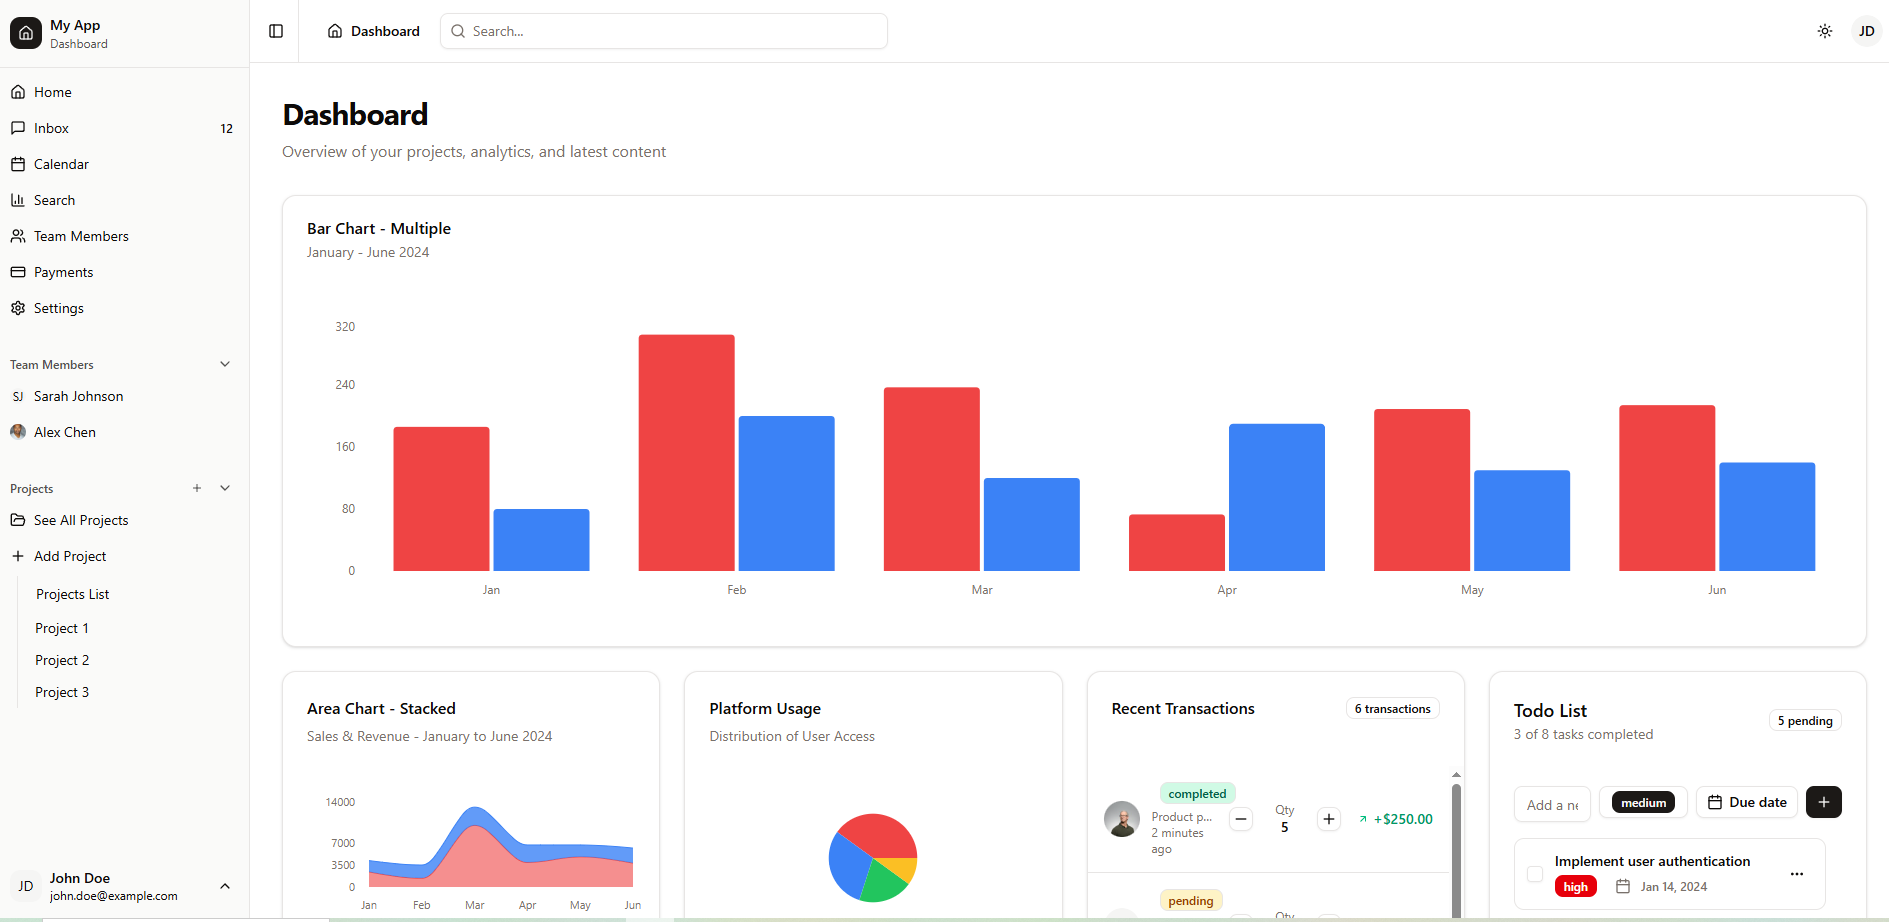 My App
Dashboard
Home
Inbox
12
Calendar
Search
Team Members
Payments
Settings
Team Members
SJ
Sarah Johnson
Alex Chen
Projects
See All Projects
Add Project
Projects List
Project 1
Project 2
Project 3
JD
John Doe
john.doe@example.com
Dashboard
Search...
JD
Dashboard
Overview of your projects, analytics, and latest content
Bar Chart - Multiple
January - June 2024
320
240
160
80
0
Jan
Feb
Mar
Apr
May
Jun
Area Chart - Stacked
Sales & Revenue - January to June 2024
14000
7000
3500
0
Jan
Feb
Mar
Apr
May
Jun
Platform Usage
Distribution of User Access
Recent Transactions
6 transactions
completed
Product p...
2 minutes
ago
Qty
5
+$250.00
pending
Qty
Todo List
3 of 8 tasks completed
5 pending
Add a ne
medium
Due date
Implement user authentication
high
Jan 14, 2024